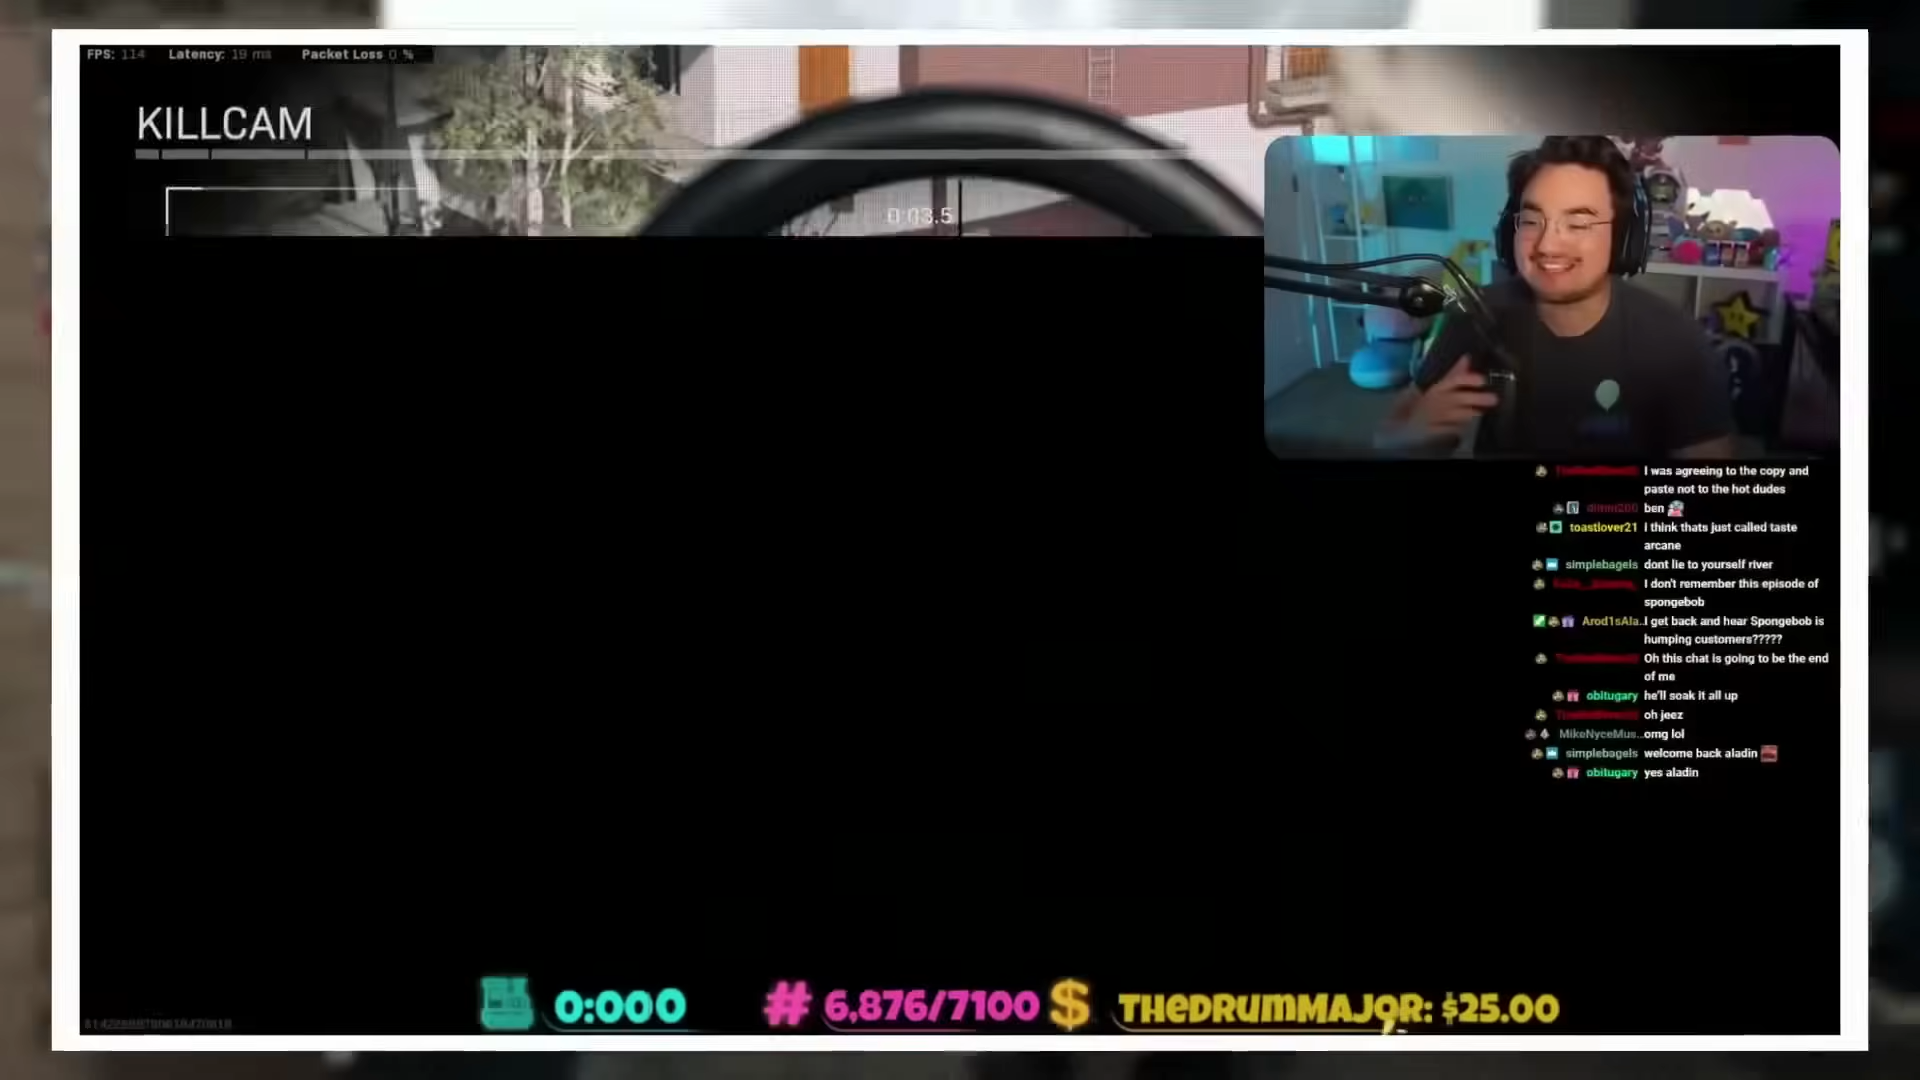 FPS: 114 Latency: 19 ms Packet Loss 0 %
KILLCAM
0:03.5
I was agreeing to the copy and
paste not to the hot dudes
ben
toastlover21 I think thats just called taste
arcane
simplebagels dont lie to yourself river
I don't remember this episode of
spongebob
Arod1sAla.. I get back and hear Spongebob is
humping customers?????
Oh this chat is going to be the end
of me
obitugary he'll soak it all up
oh jeez
MikeNyceMus.. omg lol
simplebagels welcome back aladin
obitugary yes aladin
0:000 # 6,876/7100 $ THEDRUMMAJOR: $25.00